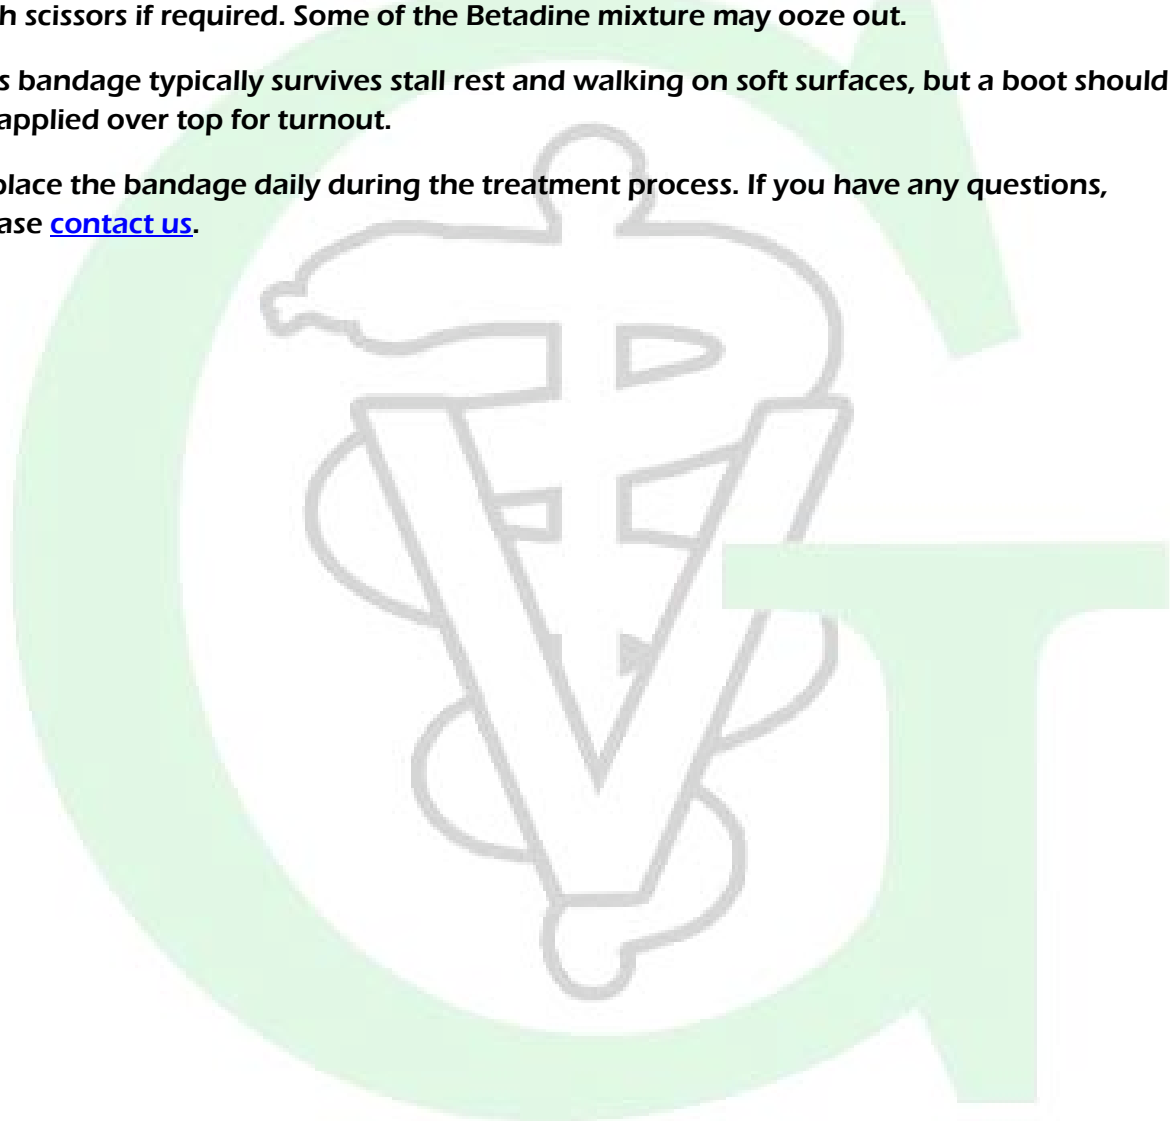 h scissors if required. Some of the Betadine mixture may ooze out.
s bandage typically survives stall rest and walking on soft surfaces, but a boot should
applied over top for turnout.
place the bandage daily during the treatment process. If you have any questions,
ase contact us.